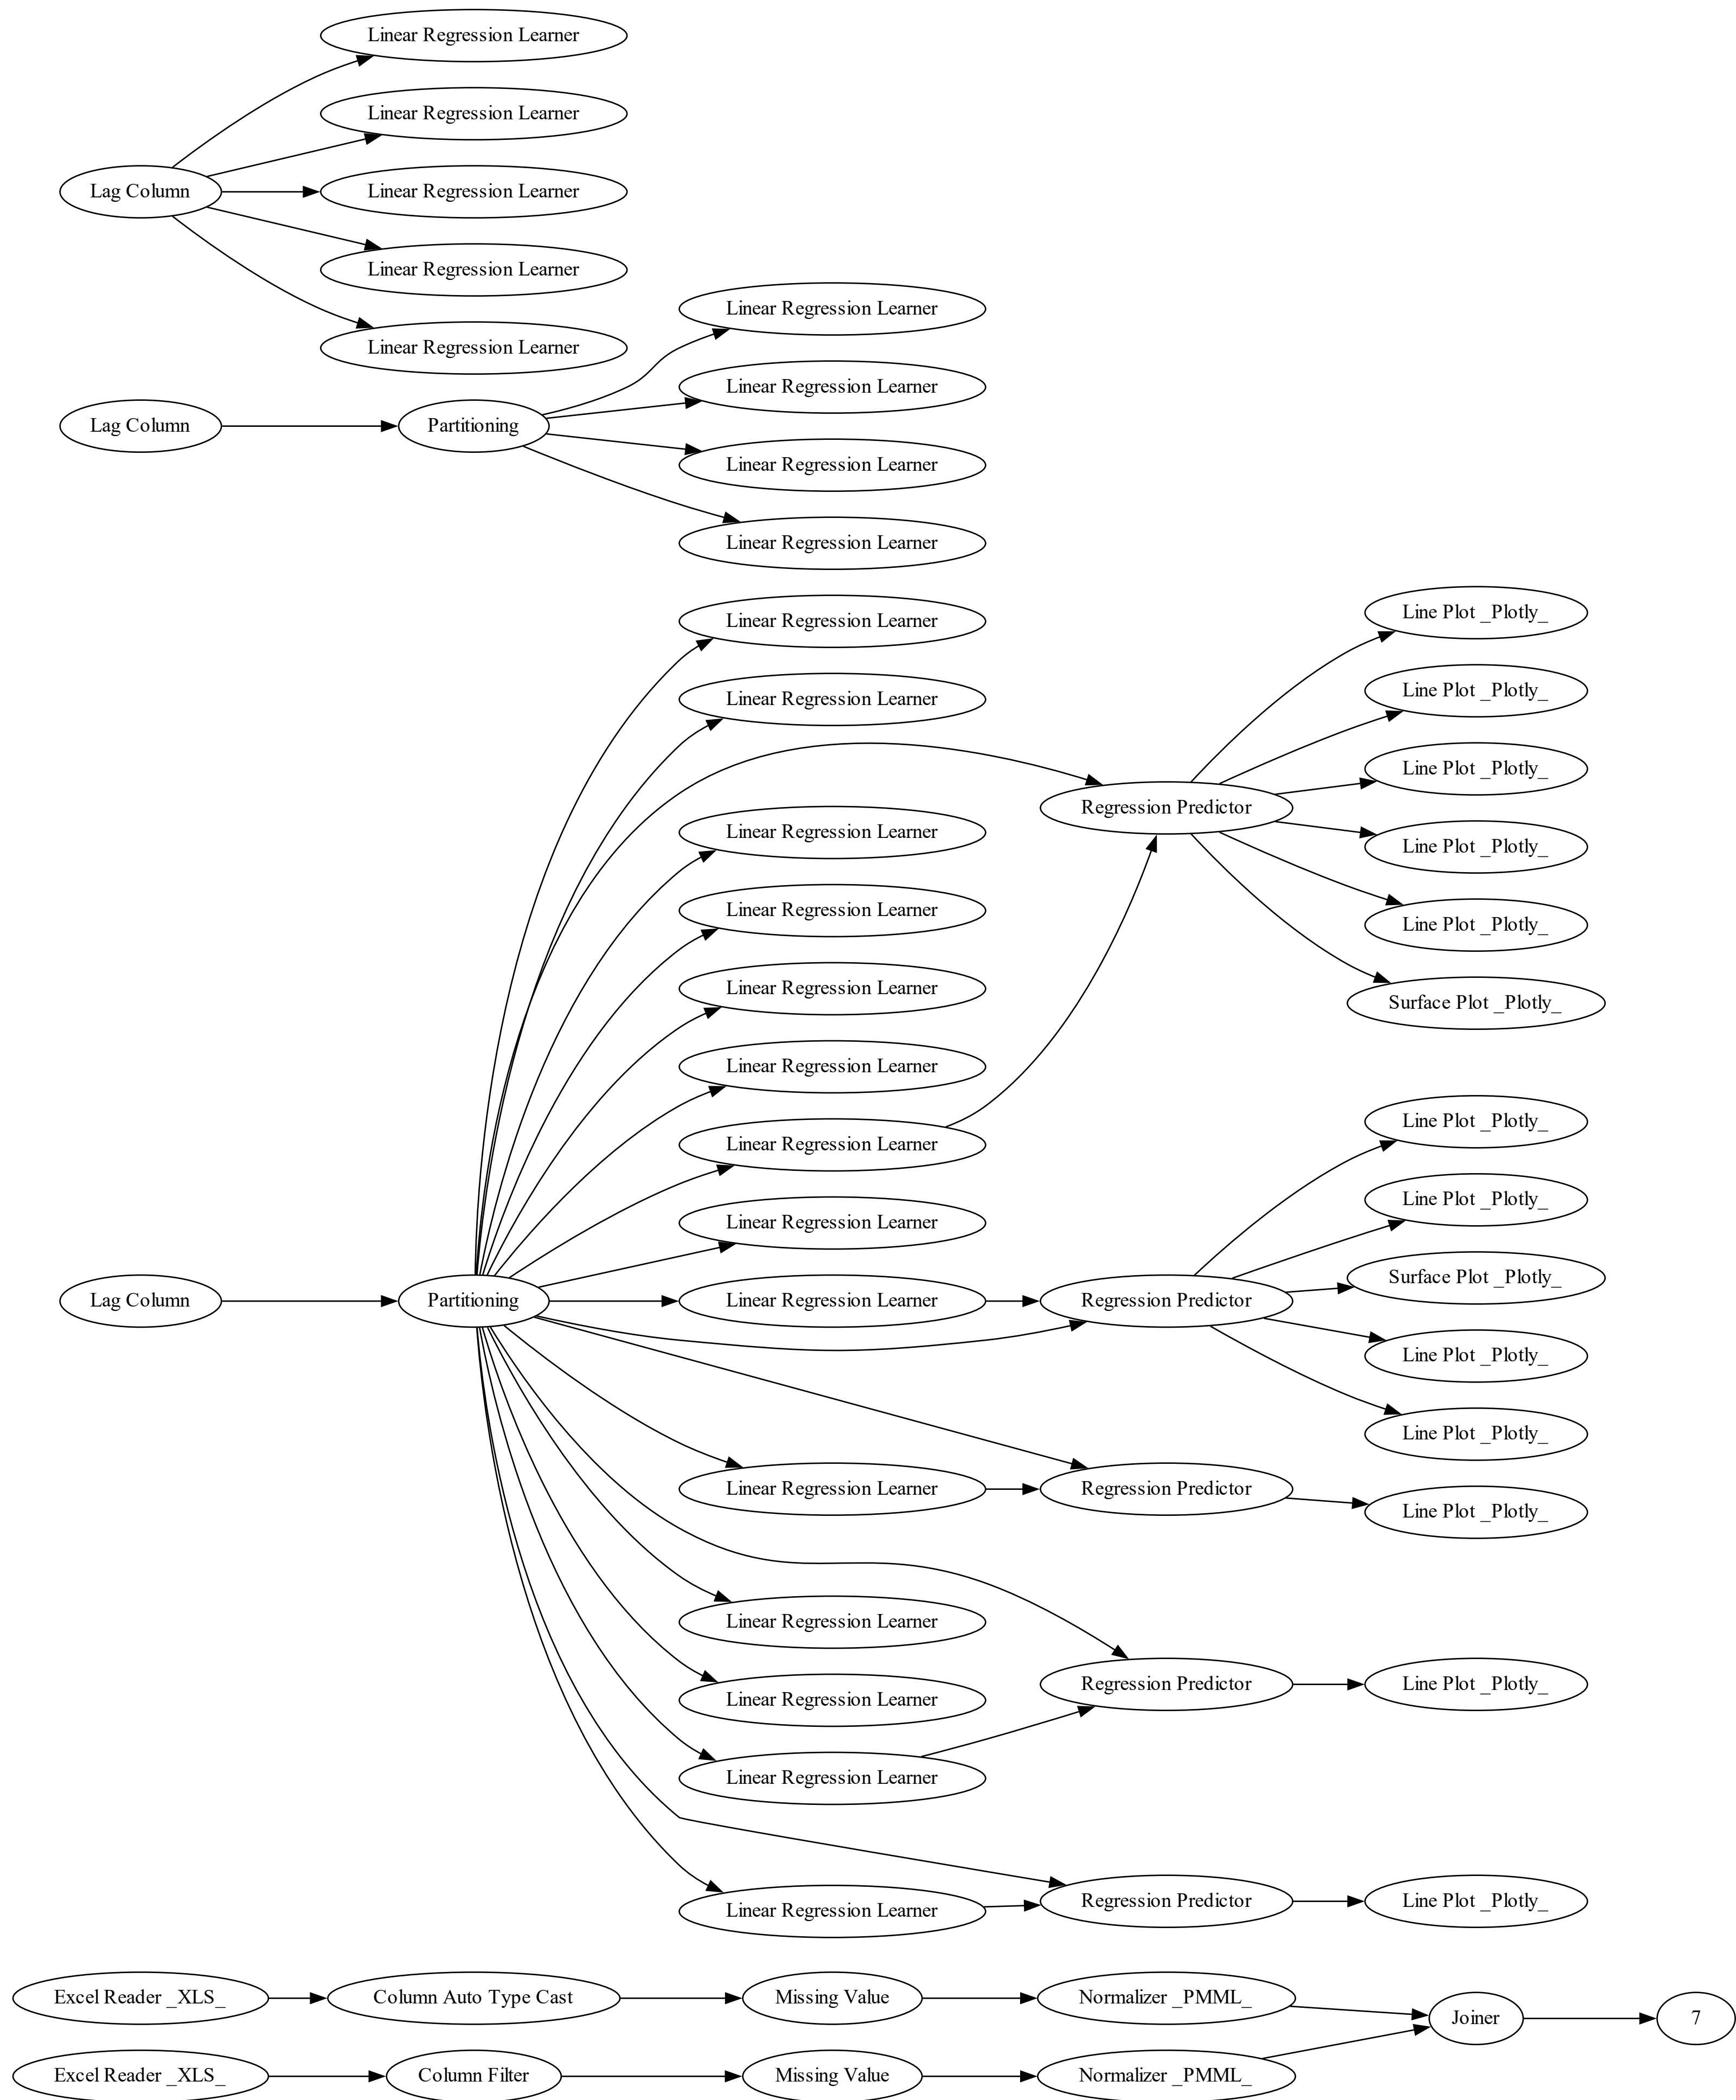 Linear Regression Learner
Linear Regression Learner
Lag Column
Linear Regression Learner
Linear Regression Learner
Linear Regression Learner
Linear Regression Learner
Linear Regression Learner
Lag Column
Partitioning
Linear Regression Learner
Linear Regression Learner
Line Plot _Plotly_
Linear Regression Learner
Line Plot _Plotly_
Linear Regression Learner
Line Plot _Plotly_
Regression Predictor
Linear Regression Learner
Line Plot _Plotly_
Linear Regression Learner
Line Plot _Plotly_
Linear Regression Learner
Surface Plot _Plotly_
Linear Regression Learner
Line Plot _Plotly_
Linear Regression Learner
Line Plot _Plotly_
Linear Regression Learner
Surface Plot _Plotly_
Lag Column
Partitioning
Linear Regression Learner
Regression Predictor
Line Plot _Plotly_
Line Plot _Plotly_
Linear Regression Learner
Regression Predictor
Line Plot _Plotly_
Linear Regression Learner
Regression Predictor
Line Plot _Plotly_
Linear Regression Learner
Linear Regression Learner
Regression Predictor
Line Plot _Plotly_
Linear Regression Learner
Excel Reader _XLS_
Column Auto Type Cast
Missing Value
Normalizer _PMML_
Joiner
7
Excel Reader _XLS_
Column Filter
Missing Value
Normalizer _PMML_